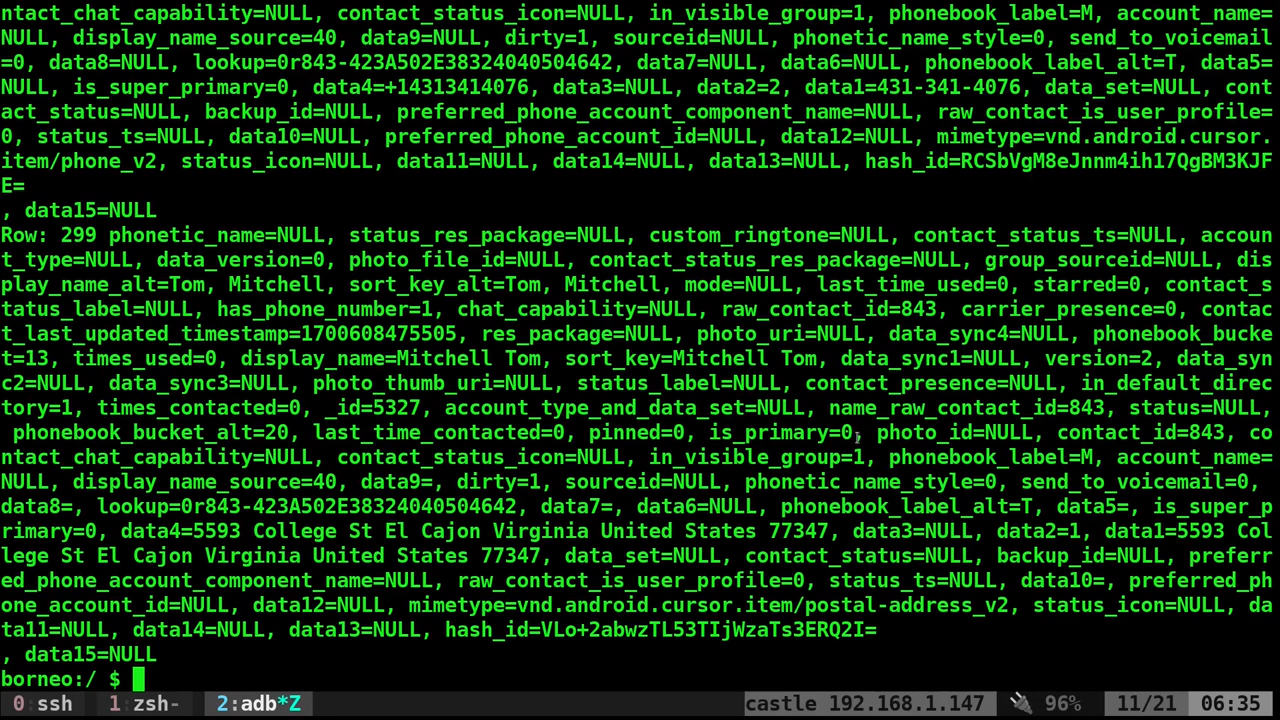 ntact_chat_capability=NULL, contact_status_icon=NULL, in_visible_group=1, phonebook_label=M, account_name=
NULL, display_name_source=40, data9=NULL, dirty=1, sourceid=NULL, phonetic_name_style=0, send_to_voicemail
=0, data8=NULL, lookup=0r843-423A502E38324040504642, data7=NULL, data6=NULL, phonebook_label_alt=T, data5=
NULL, is_super_primary=0, data4=+14313414076, data3=NULL, data2=2, data1=431-341-4076, data_set=NULL, cont
act_status=NULL, backup_id=NULL, preferred_phone_account_component_name=NULL, raw_contact_is_user_profile=
0, status_ts=NULL, data10=NULL, preferred_phone_account_id=NULL, data12=NULL, mimetype=vnd.android.cursor.
item/phone_v2, status_icon=NULL, data11=NULL, data14=NULL, data13=NULL, hash_id=RCSbVgM8eJnnm4ih17QgBM3KJF
E=
, data15=NULL
Row: 299 phonetic_name=NULL, status_res_package=NULL, custom_ringtone=NULL, contact_status_ts=NULL, accoun
t_type=NULL, data_version=0, photo_file_id=NULL, contact_status_res_package=NULL, group_sourceid=NULL, dis
play_name_alt=Tom, Mitchell, sort_key_alt=Tom, Mitchell, mode=NULL, last_time_used=0, starred=0, contact_s
tatus_label=NULL, has_phone_number=1, chat_capability=NULL, raw_contact_id=843, carrier_presence=0, contac
t_last_updated_timestamp=1700608475505, res_package=NULL, photo_uri=NULL, data_sync4=NULL, phonebook_bucke
t=13, times_used=0, display_name=Mitchell Tom, sort_key=Mitchell Tom, data_sync1=NULL, version=2, data_syn
c2=NULL, data_sync3=NULL, photo_thumb_uri=NULL, status_label=NULL, contact_presence=NULL, in_default_direc
tory=1, times_contacted=0, _id=5327, account_type_and_data_set=NULL, name_raw_contact_id=843, status=NULL,
phonebook_bucket_alt=20, last_time_contacted=0, pinned=0, is_primary=0, photo_id=NULL, contact_id=843, co
ntact_chat_capability=NULL, contact_status_icon=NULL, in_visible_group=1, phonebook_label=M, account_name=
NULL, display_name_source=40, data9=, dirty=1, sourceid=NULL, phonetic_name_style=0, send_to_voicemail=0,
data8=, lookup=0r843-423A502E38324040504642, data7=, data6=NULL, phonebook_label_alt=T, data5=, is_super_p
rimary=0, data4=5593 College St El Cajon Virginia United States 77347, data3=NULL, data2=1, data1=5593 Col
lege St El Cajon Virginia United States 77347, data_set=NULL, contact_status=NULL, backup_id=NULL, preferr
ed_phone_account_component_name=NULL, raw_contact_is_user_profile=0, status_ts=NULL, data10=, preferred_ph
one_account_id=NULL, data12=NULL, mimetype=vnd.android.cursor.item/postal-address_v2, status_icon=NULL, da
ta11=NULL, data14=NULL, data13=NULL, hash_id=VLo+2abwzTL53TIjWzaTs3ERQ2I=
, data15=NULL
borneo:/ $
0:ssh 1:zsh- 2:adb*Z castle 192.168.1.147 96% 11/21 06:35